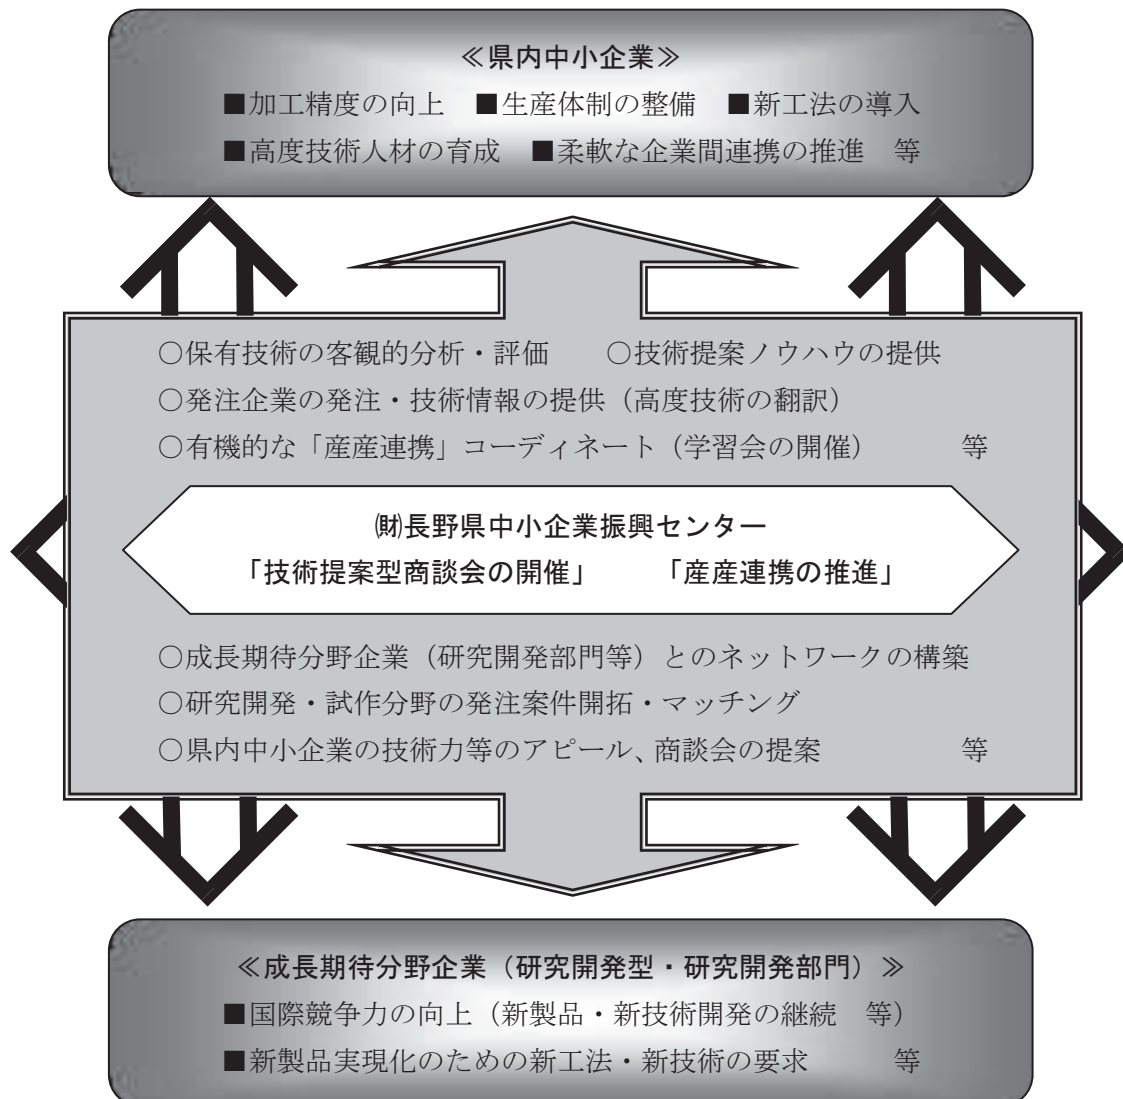 ≪県内中小企業≫
■加工精度の向上　■生産体制の整備　■新工法の導入
■高度技術人材の育成　■柔軟な企業間連携の推進　等
○保有技術の客観的分析・評価　　○技術提案ノウハウの提供
○発注企業の発注・技術情報の提供（高度技術の翻訳）
○有機的な「産産連携」コーディネート（学習会の開催）　　　　等
㈶長野県中小企業振興センター
「技術提案型商談会の開催」　　　「産産連携の推進」
○成長期待分野企業（研究開発部門等）とのネットワークの構築
○研究開発・試作分野の発注案件開拓・マッチング
○県内中小企業の技術力等のアピール、商談会の提案　　　　　　等
≪成長期待分野企業（研究開発型・研究開発部門）≫
■国際競争力の向上（新製品・新技術開発の継続　等）
■新製品実現化のための新工法・新技術の要求　　　等